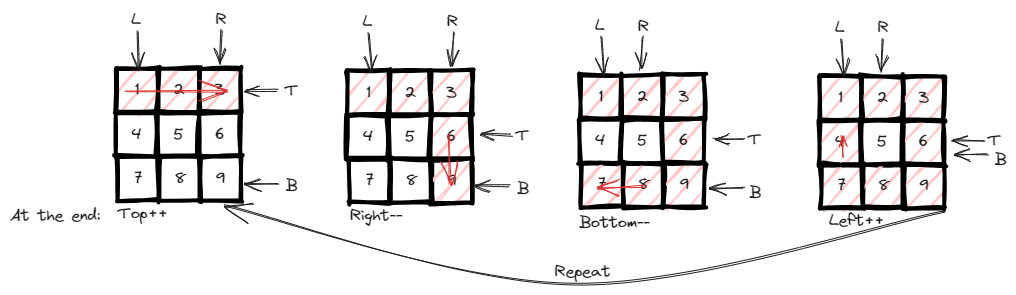 L R L R L R L R
1 2 3 T 1 2 3 1 2 3 1 2 3
4 5 6 4 5 6 T 4 5 6 T 4 5 6 T
B
7 8 9 B 7 8 9 B 7 8 9 B 7 8 9
At the end: Top++ Right-- Bottom-- Left++
Repeat